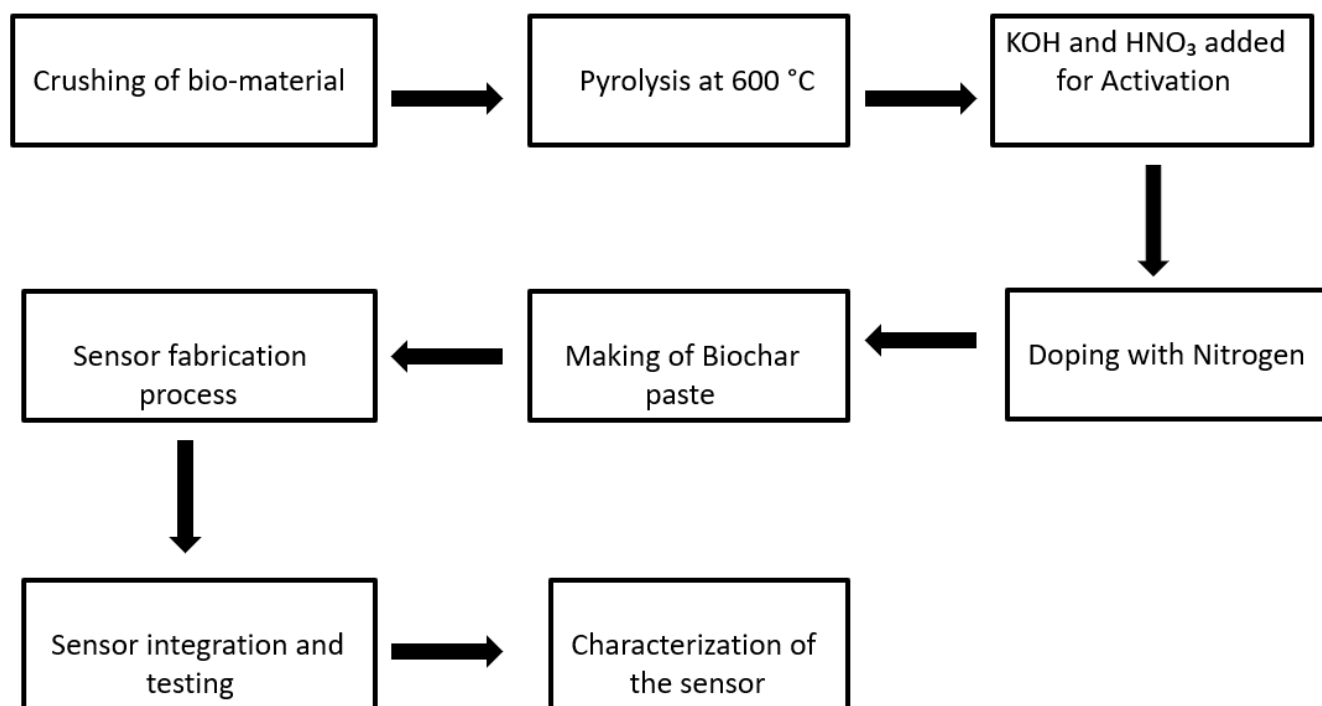 Crushing of bio-material
Pyrolysis at 600 °C
KOH and HNO₃ added
for Activation
Doping with Nitrogen
Making of Biochar
paste
Sensor fabrication
process
Sensor integration and
testing
Characterization of
the sensor